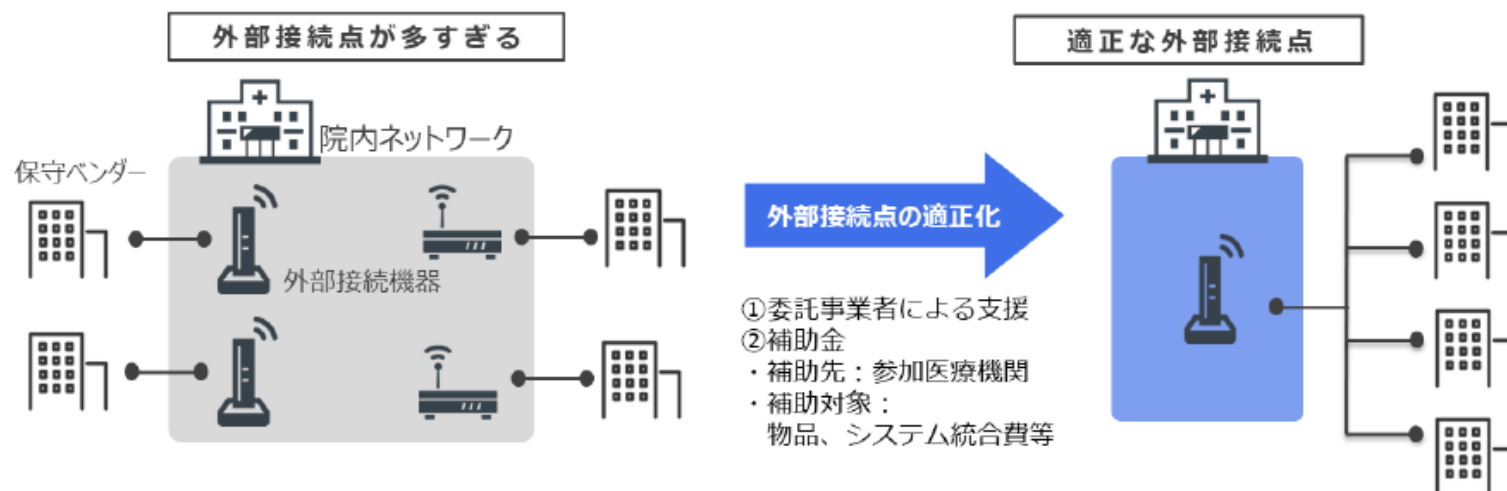 外部接続点が多すぎる
適正な外部接続点
院内ネットワーク
保守ベンダー
外部接続機器
外部接続点の適正化
①委託事業者による支援
②補助金
・補助先：参加医療機関
・補助対象：
物品、システム統合費等